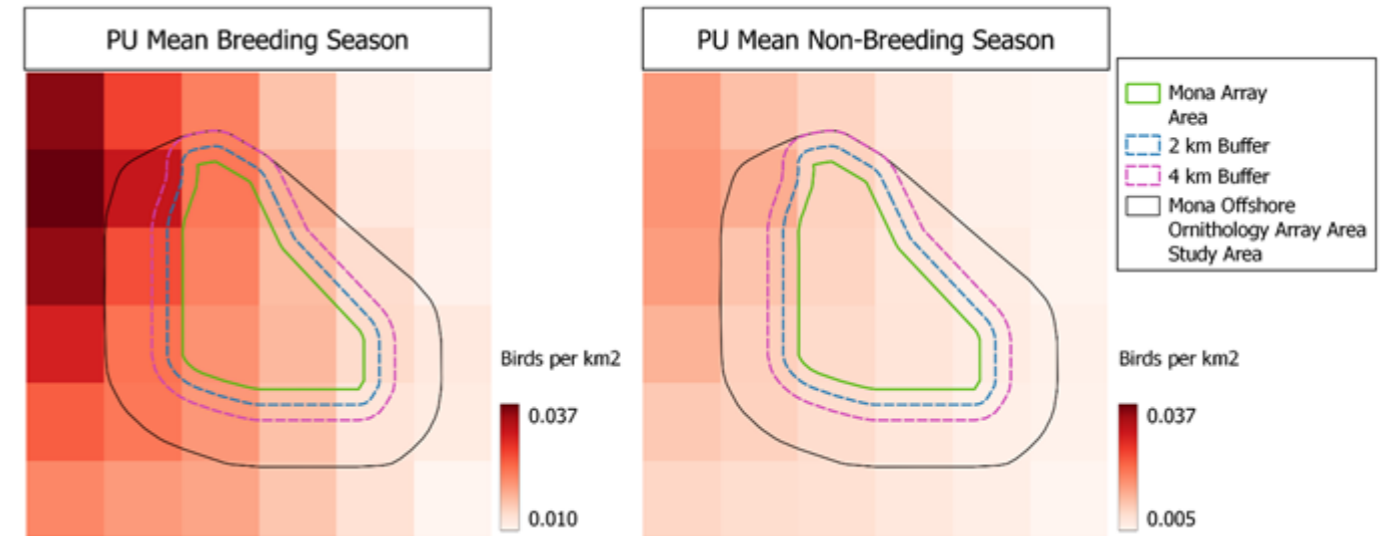 PU Mean Breeding Season
PU Mean Non-Breeding Season
Mona Array
Area
2 km Buffer
4 km Buffer
Mona Offshore
Ornithology Array Area
Study Area
Birds per km2
0.037
0.010
Birds per km2
0.037
0.005